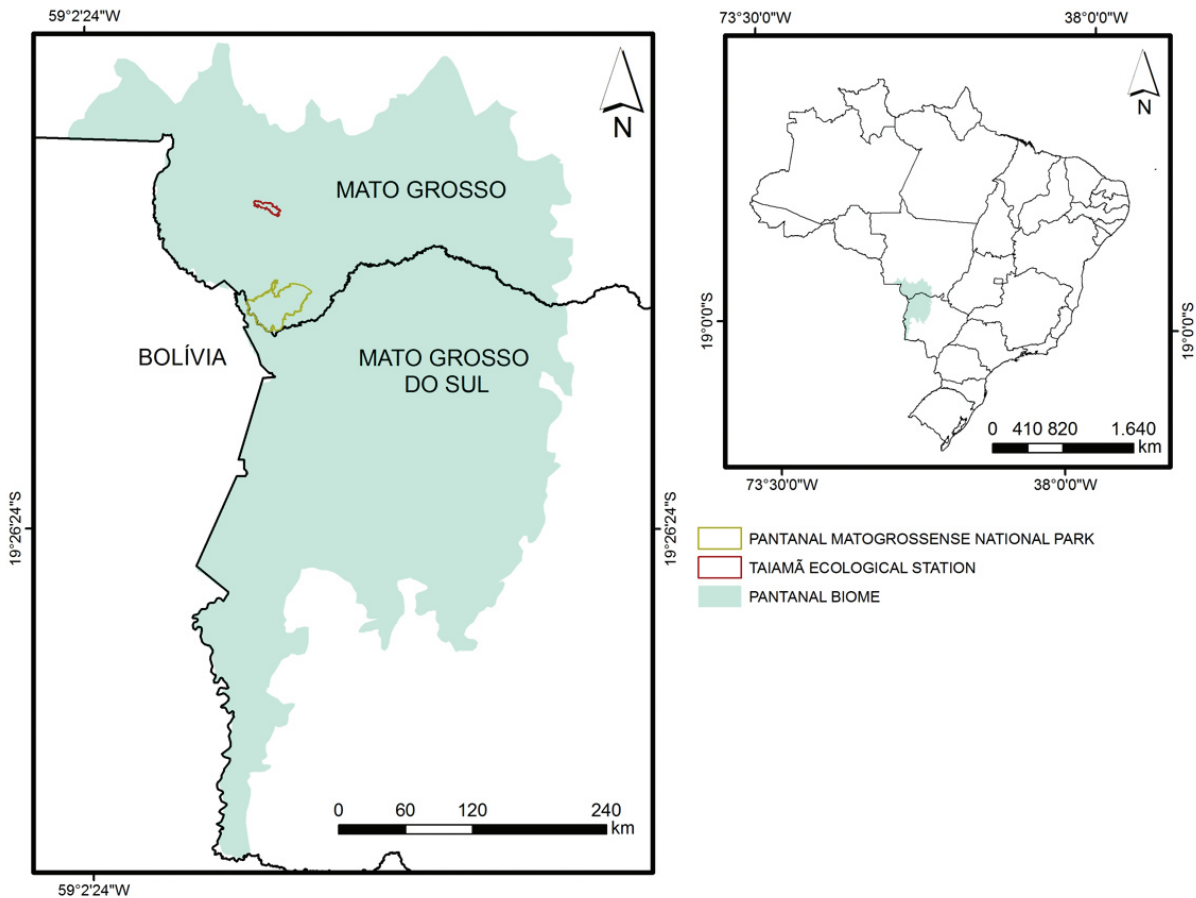 59°2'24"W
N
MATO GROSSO
BOLÍVIA
MATO GROSSO
DO SUL
19°26'24"S
19°26'24"S
0 60 120 240
km
59°2'24"W
73°30'0"W 38°0'0"W
N
19°0'0"S
19°0'0"S
0 410 820 1.640
km
73°30'0"W 38°0'0"W
PANTANAL MATOGROSSENSE NATIONAL PARK
TAIAMÃ ECOLOGICAL STATION
PANTANAL BIOME